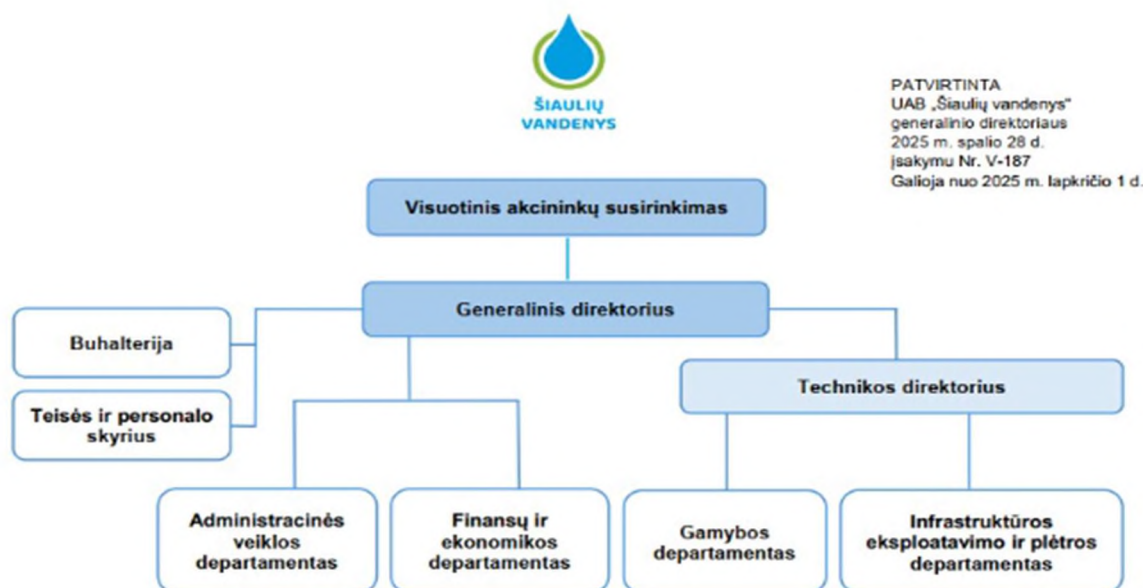 ŠIAULIŲ
VANDENYS
PATVIRTINTA
UAB „Šiaulių vandenys"
generalinio direktoriaus
2025 m. spalio 28 d.
įsakymu Nr. V-187
Galioja nuo 2025 m. lapkričio 1 d.
Visuotinis akcininkų susirinkimas
Generalinis direktorius
Buhalterija
Technikos direktorius
Teisės ir personalo
skyrius
Administracinės
veiklos
departamentas
Finansų ir
ekonomikos
departamentas
Gamybos
departamentas
Infrastruktūros
eksploatavimo ir plėtros
departamentas